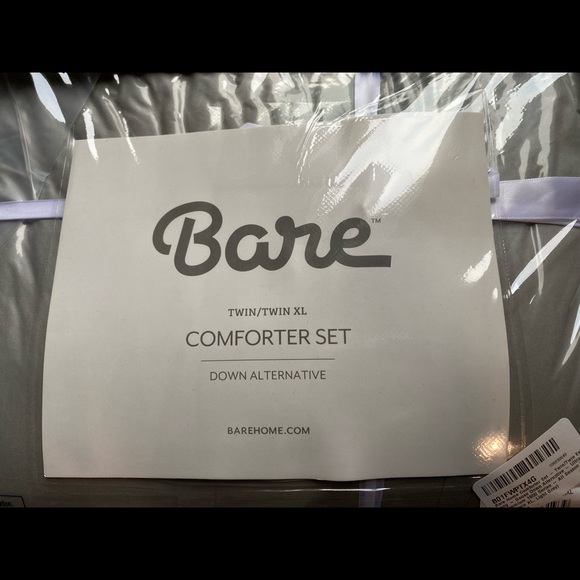 Bare™
TWIN/TWIN XL
COMFORTER SET
DOWN ALTERNATIVE
BAREHOME.COM